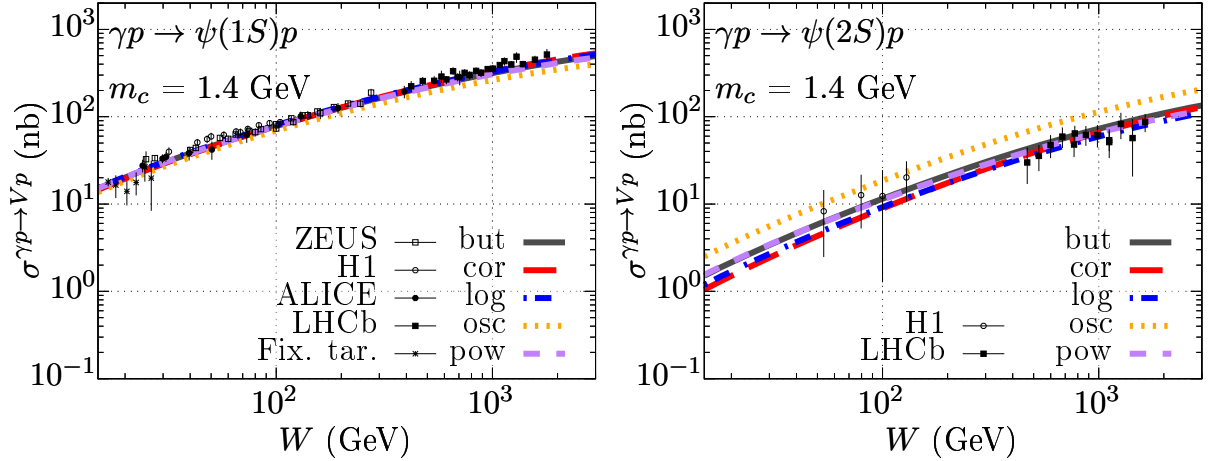 γp → ψ(1S)p
m_c = 1.4 GeV
10^3
10^2
10^1
10^0
10^-1
σ^γp→Vp (nb)
ZEUS but
H1 cor
ALICE log
LHCb osc
Fix. tar. pow
10^2 10^3
W (GeV)
γp → ψ(2S)p
m_c = 1.4 GeV
10^3
10^2
10^1
10^0
10^-1
σ^γp→Vp (nb)
but
cor
log
H1 osc
LHCb pow
10^2 10^3
W (GeV)